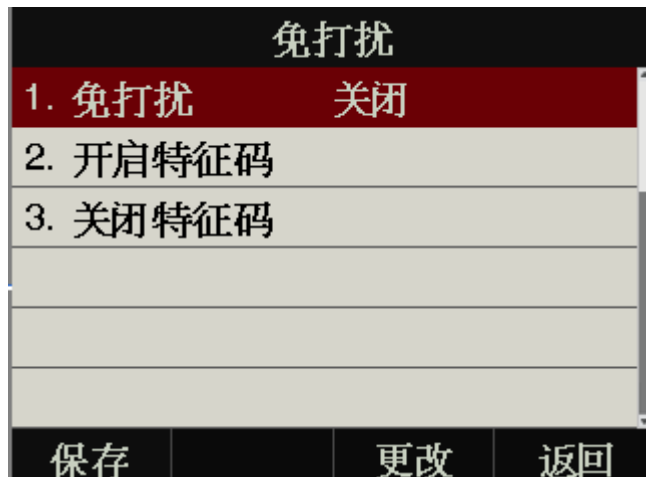 免打扰
1. 免打扰 关闭
2. 开启特征码
3. 关闭特征码
保存 更改 返回